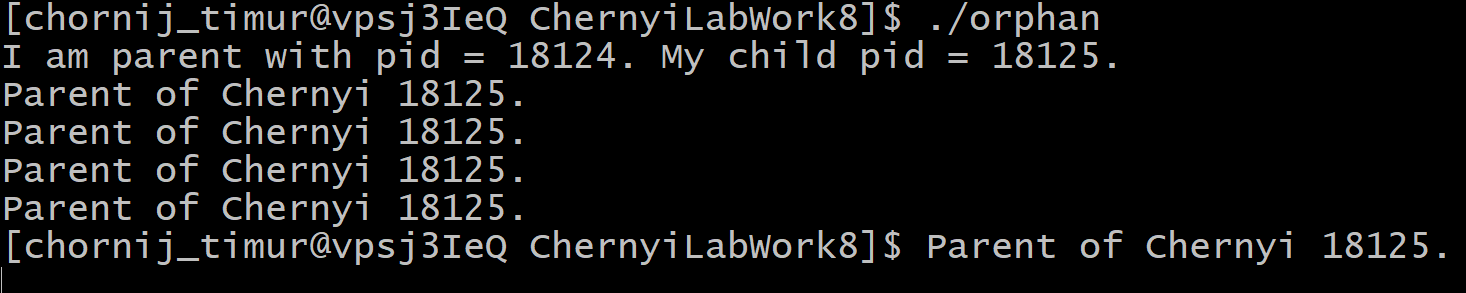 [chornij_timur@vpsj3IeQ ChernyiLabWork8]$ ./orphan
I am parent with pid = 18124. My child pid = 18125.
Parent of Chernyi 18125.
Parent of Chernyi 18125.
Parent of Chernyi 18125.
Parent of Chernyi 18125.
[chornij_timur@vpsj3IeQ ChernyiLabWork8]$ Parent of Chernyi 18125.